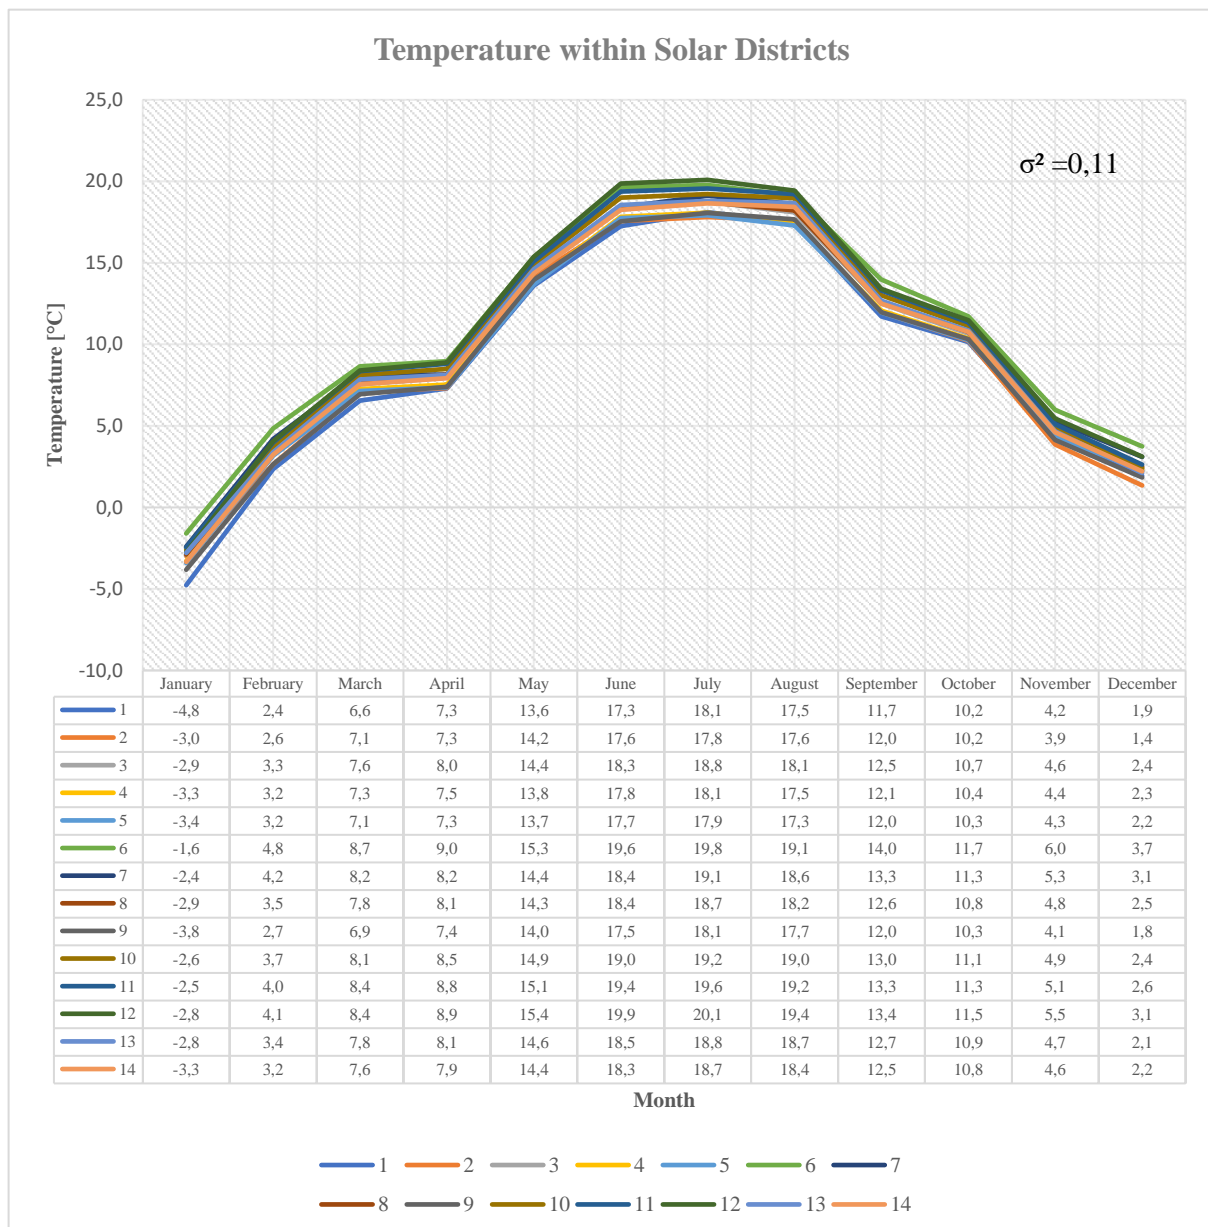 Temperature within Solar Districts
25,0
σ² =0,11
20,0
15,0
10,0
5,0
0,0
-5,0
-10,0
Temperature [°C]
January February March April May June July August September October November December
1 -4,8 2,4 6,6 7,3 13,6 17,3 18,1 17,5 11,7 10,2 4,2 1,9
2 -3,0 2,6 7,1 7,3 14,2 17,6 17,8 17,6 12,0 10,2 3,9 1,4
3 -2,9 3,3 7,6 8,0 14,4 18,3 18,8 18,1 12,5 10,7 4,6 2,4
4 -3,3 3,2 7,3 7,5 13,8 17,8 18,1 17,5 12,1 10,4 4,4 2,3
5 -3,4 3,2 7,1 7,3 13,7 17,7 17,9 17,3 12,0 10,3 4,3 2,2
6 -1,6 4,8 8,7 9,0 15,3 19,6 19,8 19,1 14,0 11,7 6,0 3,7
7 -2,4 4,2 8,2 8,2 14,4 18,4 19,1 18,6 13,3 11,3 5,3 3,1
8 -2,9 3,5 7,8 8,1 14,3 18,4 18,7 18,2 12,6 10,8 4,8 2,5
9 -3,8 2,7 6,9 7,4 14,0 17,5 18,1 17,7 12,0 10,3 4,1 1,8
10 -2,6 3,7 8,1 8,5 14,9 19,0 19,2 19,0 13,0 11,1 4,9 2,4
11 -2,5 4,0 8,4 8,8 15,1 19,4 19,6 19,2 13,3 11,3 5,1 2,6
12 -2,8 4,1 8,4 8,9 15,4 19,9 20,1 19,4 13,4 11,5 5,5 3,1
13 -2,8 3,4 7,8 8,1 14,6 18,5 18,8 18,7 12,7 10,9 4,7 2,1
14 -3,3 3,2 7,6 7,9 14,4 18,3 18,7 18,4 12,5 10,8 4,6 2,2
Month
1 2 3 4 5 6 7
8 9 10 11 12 13 14